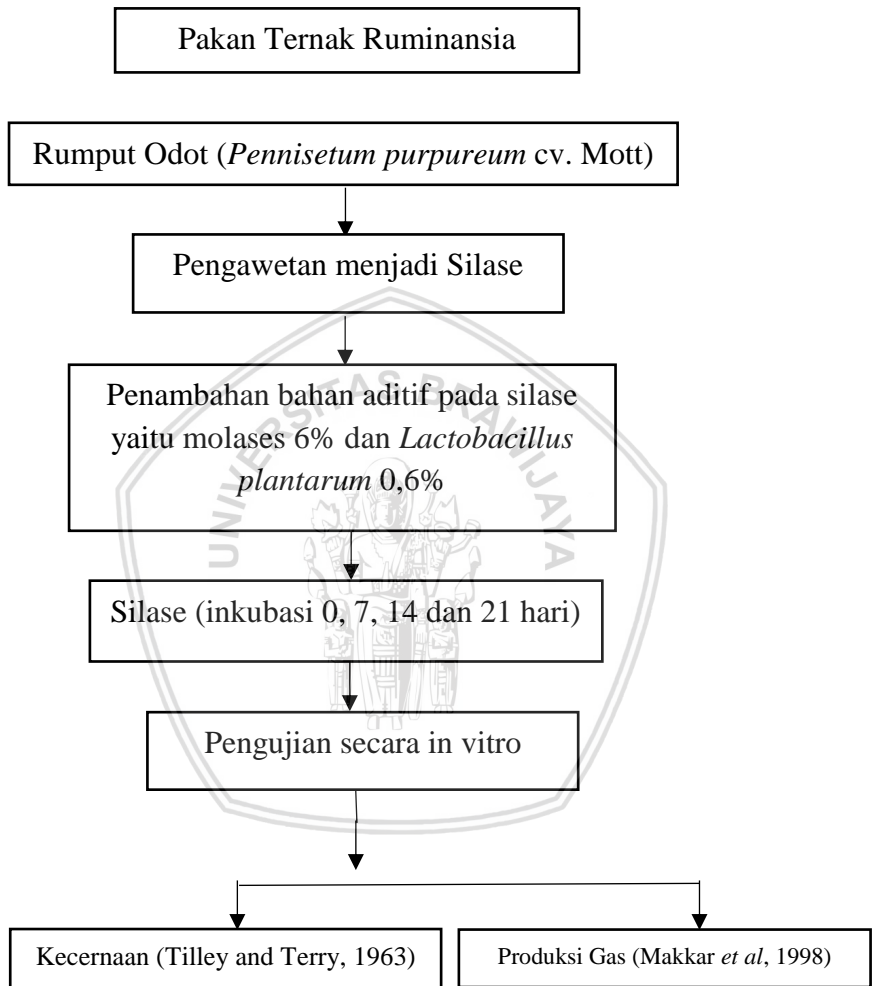 Pakan Ternak Ruminansia
Rumput Odot (Pennisetum purpureum cv. Mott)
Pengawetan menjadi Silase
Penambahan bahan aditif pada silase
yaitu molases 6% dan Lactobacillus
plantarum 0,6%
UNIVERSITAS BRAWIJAYA
Silase (inkubasi 0, 7, 14 dan 21 hari)
Pengujian secara in vitro
Kecernaan (Tilley and Terry, 1963)
Produksi Gas (Makkar et al, 1998)